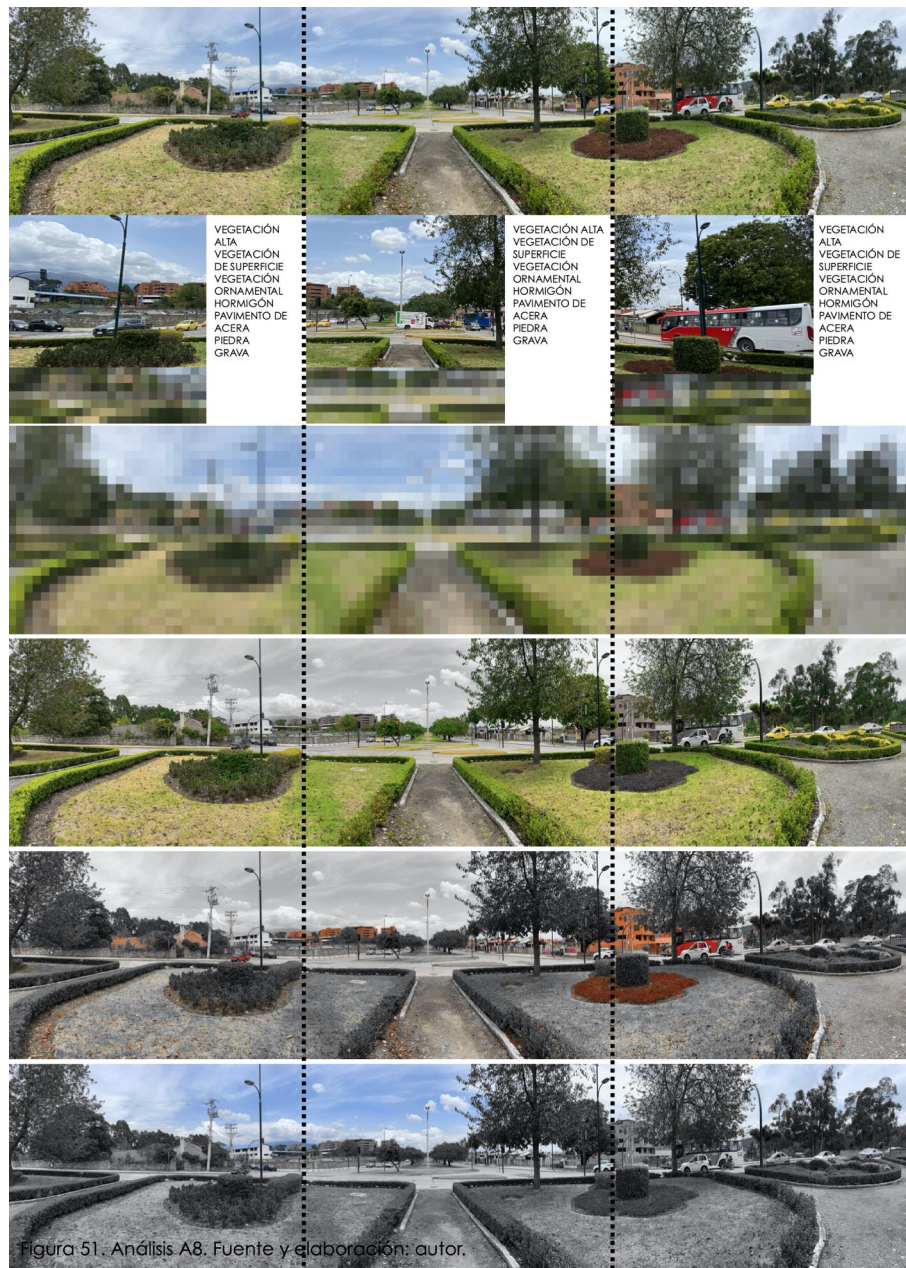 VEGETACIÓN
ALTA
VEGETACIÓN
DE SUPERFICIE
VEGETACIÓN
ORNAMENTAL
HORMIGÓN
PAVIMENTO DE
ACERA
PIEDRA
GRAVA
VEGETACIÓN ALTA
VEGETACIÓN DE
SUPERFICIE
VEGETACIÓN
ORNAMENTAL
HORMIGÓN
PAVIMENTO DE
ACERA
PIEDRA
GRAVA
VEGETACIÓN
ALTA
VEGETACIÓN DE
SUPERFICIE
VEGETACIÓN
ORNAMENTAL
HORMIGÓN
PAVIMENTO DE
ACERA
PIEDRA
GRAVA
427
Figura 51. Análisis A8. Fuente y elaboración: autor.